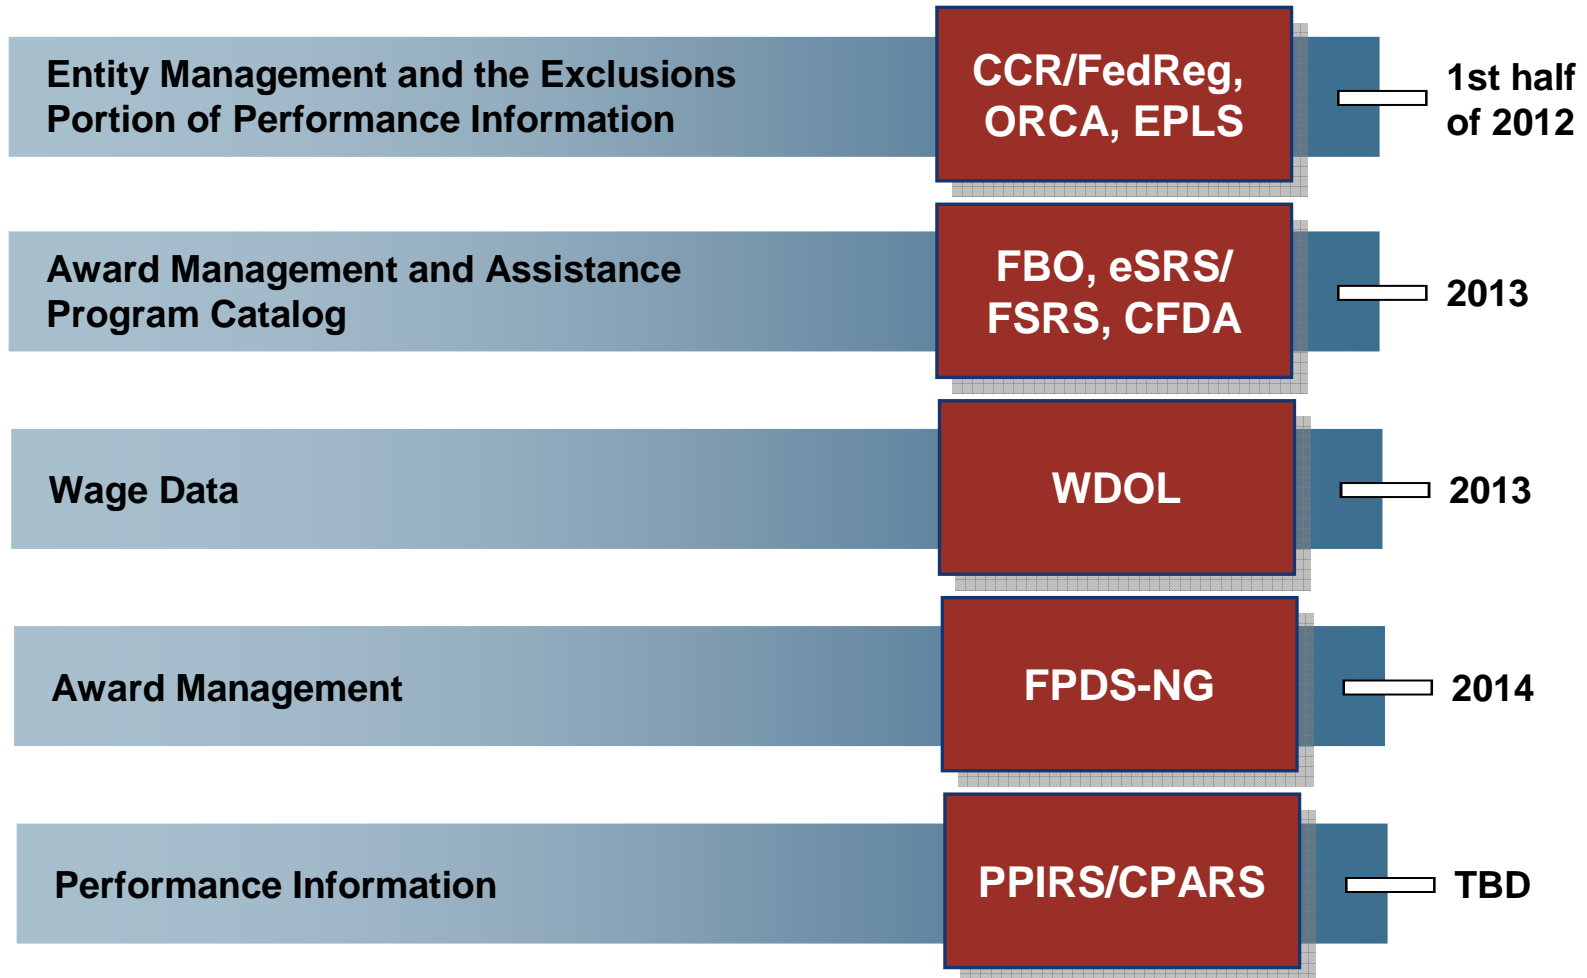 Entity Management and the Exclusions
Portion of Performance Information
CCR/FedReg,
ORCA, EPLS
1st half
of 2012
Award Management and Assistance
Program Catalog
FBO, eSRS/
FSRS, CFDA
2013
Wage Data
WDOL
2013
Award Management
FPDS-NG
2014
Performance Information
PPIRS/CPARS
TBD